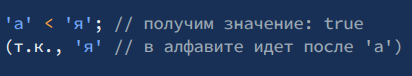 'а' < 'я'; // получим значение: true
(т.к., 'я' // в алфавите идет после 'а')